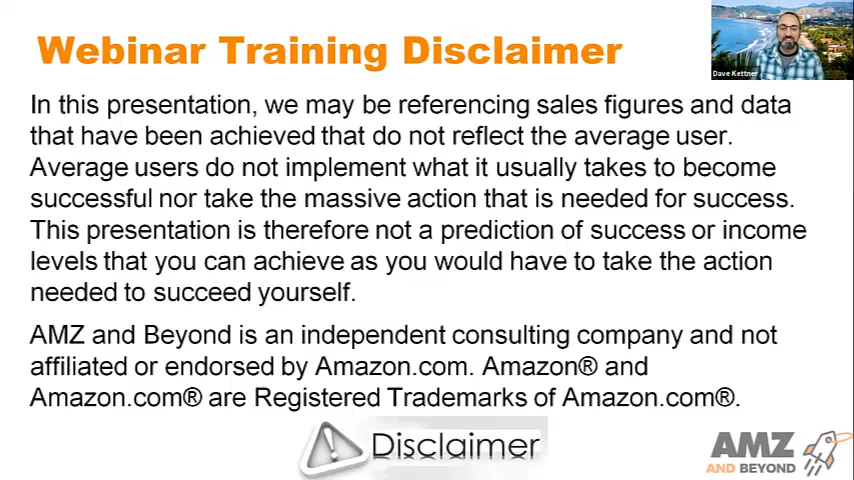 Webinar Training Disclaimer
Dave Kettner
In this presentation, we may be referencing sales figures and data
that have been achieved that do not reflect the average user.
Average users do not implement what it usually takes to become
successful nor take the massive action that is needed for success.
This presentation is therefore not a prediction of success or income
levels that you can achieve as you would have to take the action
needed to succeed yourself.
AMZ and Beyond is an independent consulting company and not
affiliated or endorsed by Amazon.com. Amazon® and
Amazon.com® are Registered Trademarks of Amazon.com®.
Disclaimer
AMZ
AND BEYOND